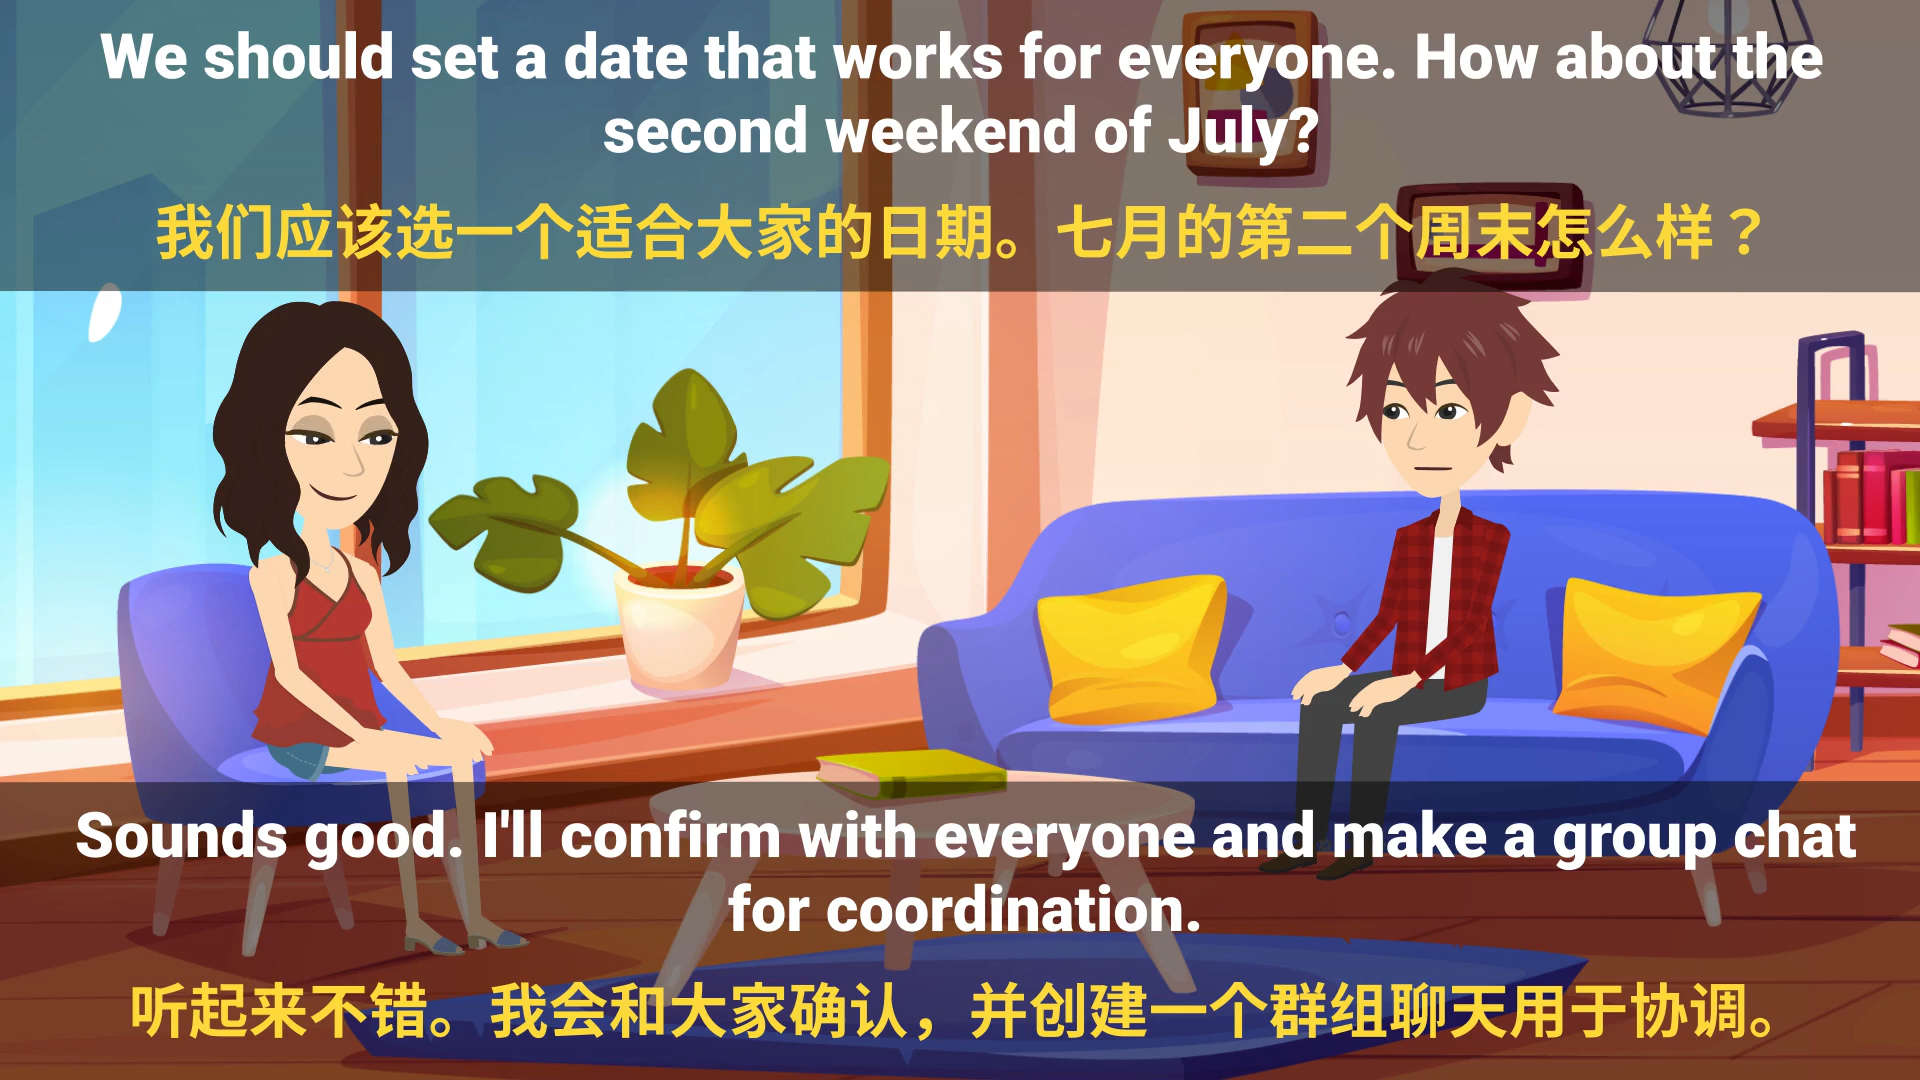 We should set a date that works for everyone. How about the
second weekend of July?
我们应该选一个适合大家的日期。七月的第二个周末怎么样？
Sounds good. I'll confirm with everyone and make a group chat
for coordination.
听起来不错。我会和大家确认，并创建一个群组聊天用于协调。